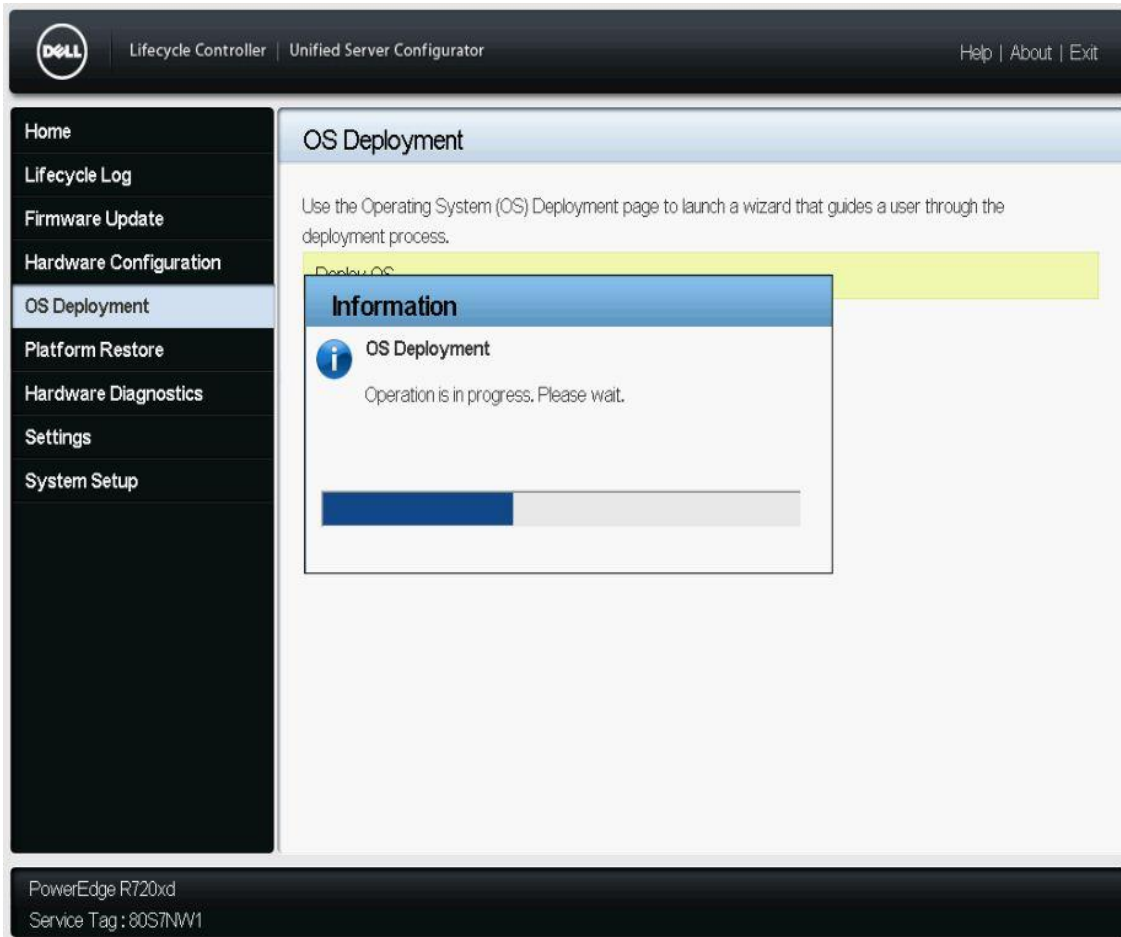 DELL
Lifecycle Controller | Unified Server Configurator
Help | About | Exit
Home
Lifecycle Log
Firmware Update
Hardware Configuration
OS Deployment
Platform Restore
Hardware Diagnostics
Settings
System Setup
OS Deployment
Use the Operating System (OS) Deployment page to launch a wizard that guides a user through the
deployment process.
Deploy OS
Information
OS Deployment
Operation is in progress. Please wait.
PowerEdge R720xd
Service Tag : 80S7NW1